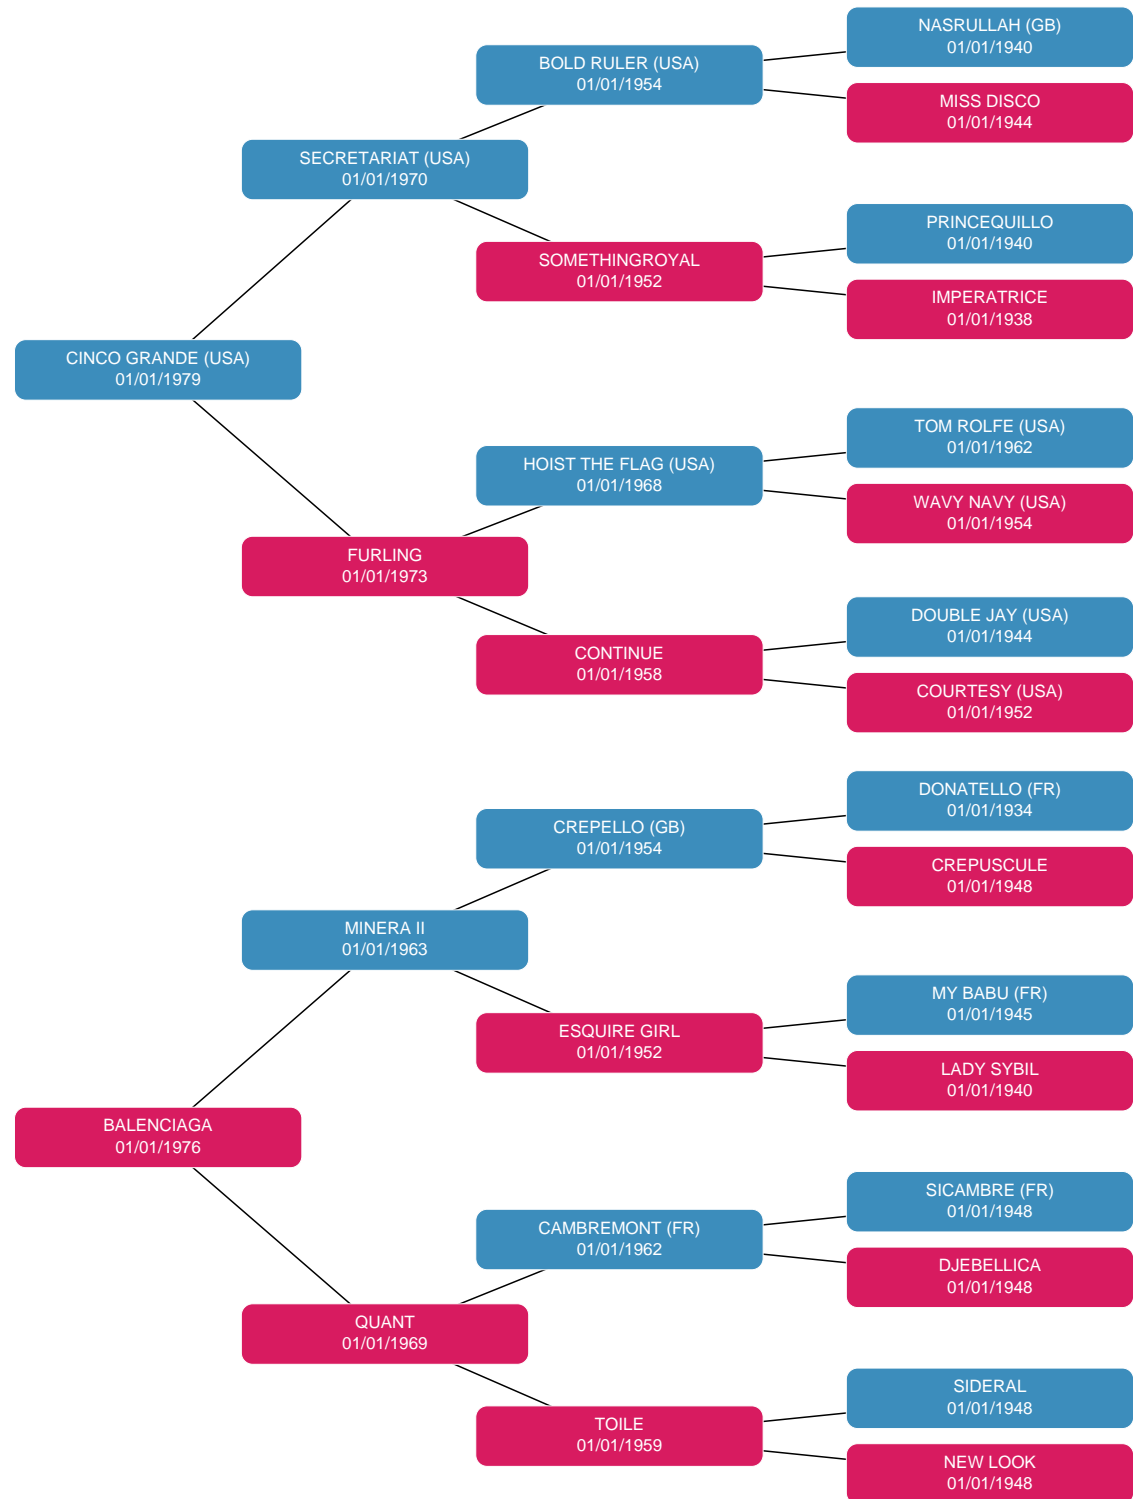 NASRULLAH (GB)
01/01/1940
BOLD RULER (USA)
01/01/1954
MISS DISCO
01/01/1944
SECRETARIAT (USA)
01/01/1970
PRINCEQUILLO
01/01/1940
SOMETHINGROYAL
01/01/1952
IMPERATRICE
01/01/1938
CINCO GRANDE (USA)
01/01/1979
TOM ROLFE (USA)
01/01/1962
HOIST THE FLAG (USA)
01/01/1968
WAVY NAVY (USA)
01/01/1954
FURLING
01/01/1973
DOUBLE JAY (USA)
01/01/1944
CONTINUE
01/01/1958
COURTESY (USA)
01/01/1952
DONATELLO (FR)
01/01/1934
CREPELLO (GB)
01/01/1954
CREPUSCULE
01/01/1948
MINERA II
01/01/1963
MY BABU (FR)
01/01/1945
ESQUIRE GIRL
01/01/1952
LADY SYBIL
01/01/1940
BALENCIAGA
01/01/1976
SICAMBRE (FR)
01/01/1948
CAMBREMONT (FR)
01/01/1962
DJEBELLICA
01/01/1948
QUANT
01/01/1969
SIDERAL
01/01/1948
TOILE
01/01/1959
NEW LOOK
01/01/1948